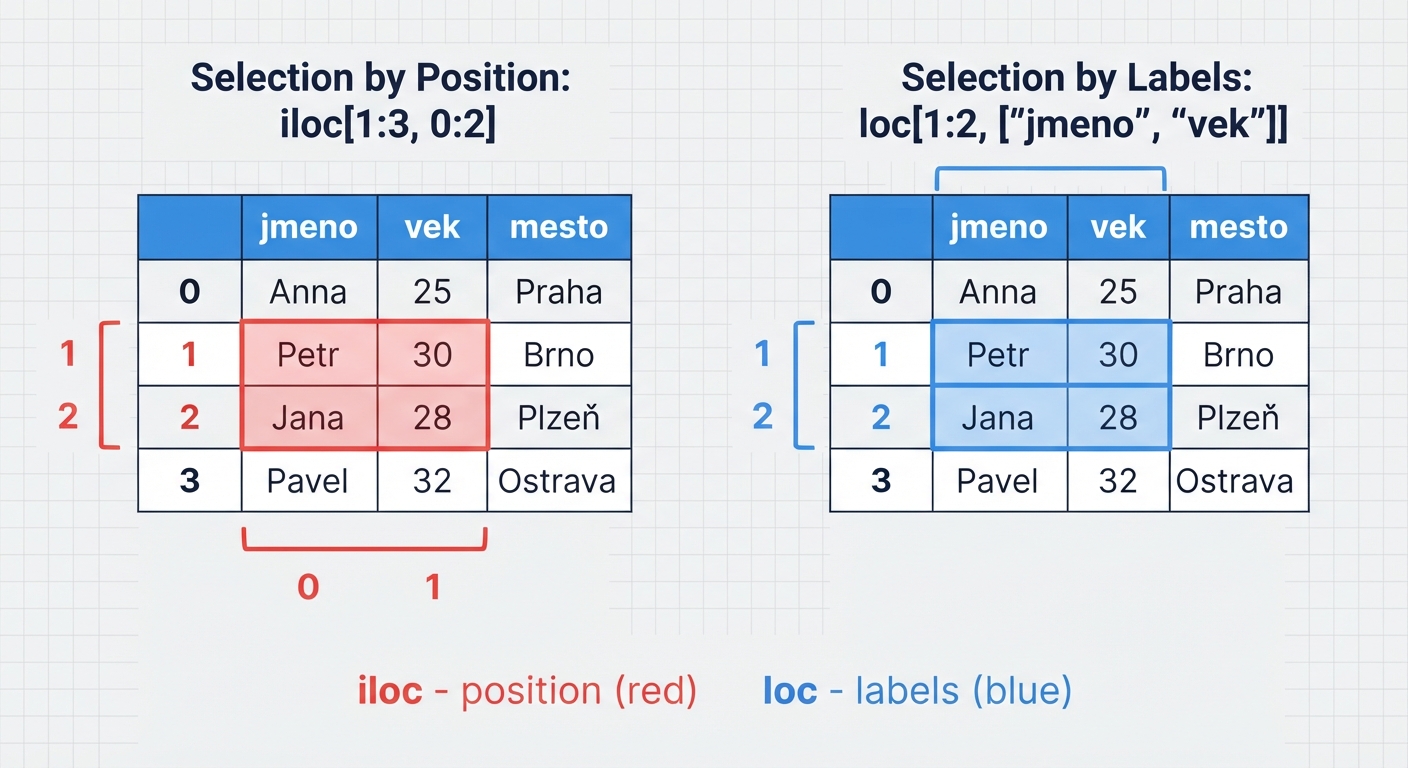 Selection by Position:
iloc[1:3, 0:2]
jmeno vek mesto
0 Anna 25 Praha
1 1 Petr 30 Brno
2 2 Jana 28 Plzeň
3 Pavel 32 Ostrava
0 1
Selection by Labels:
loc[1:2, [”jmeno”, “vek”]]
jmeno vek mesto
0 Anna 25 Praha
1 1 Petr 30 Brno
2 2 Jana 28 Plzeň
3 Pavel 32 Ostrava
iloc - position (red)
loc - labels (blue)